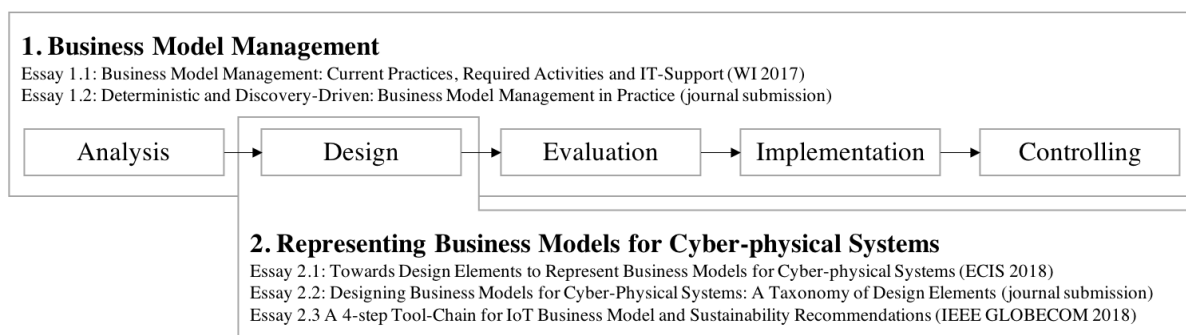 1. Business Model Management
Essay 1.1: Business Model Management: Current Practices, Required Activities and IT-Support (WI 2017)
Essay 1.2: Deterministic and Discovery-Driven: Business Model Management in Practice (journal submission)
Analysis Design Evaluation Implementation Controlling
2. Representing Business Models for Cyber-physical Systems
Essay 2.1: Towards Design Elements to Represent Business Models for Cyber-physical Systems (ECIS 2018)
Essay 2.2: Designing Business Models for Cyber-Physical Systems: A Taxonomy of Design Elements (journal submission)
Essay 2.3 A 4-step Tool-Chain for IoT Business Model and Sustainability Recommendations (IEEE GLOBECOM 2018)